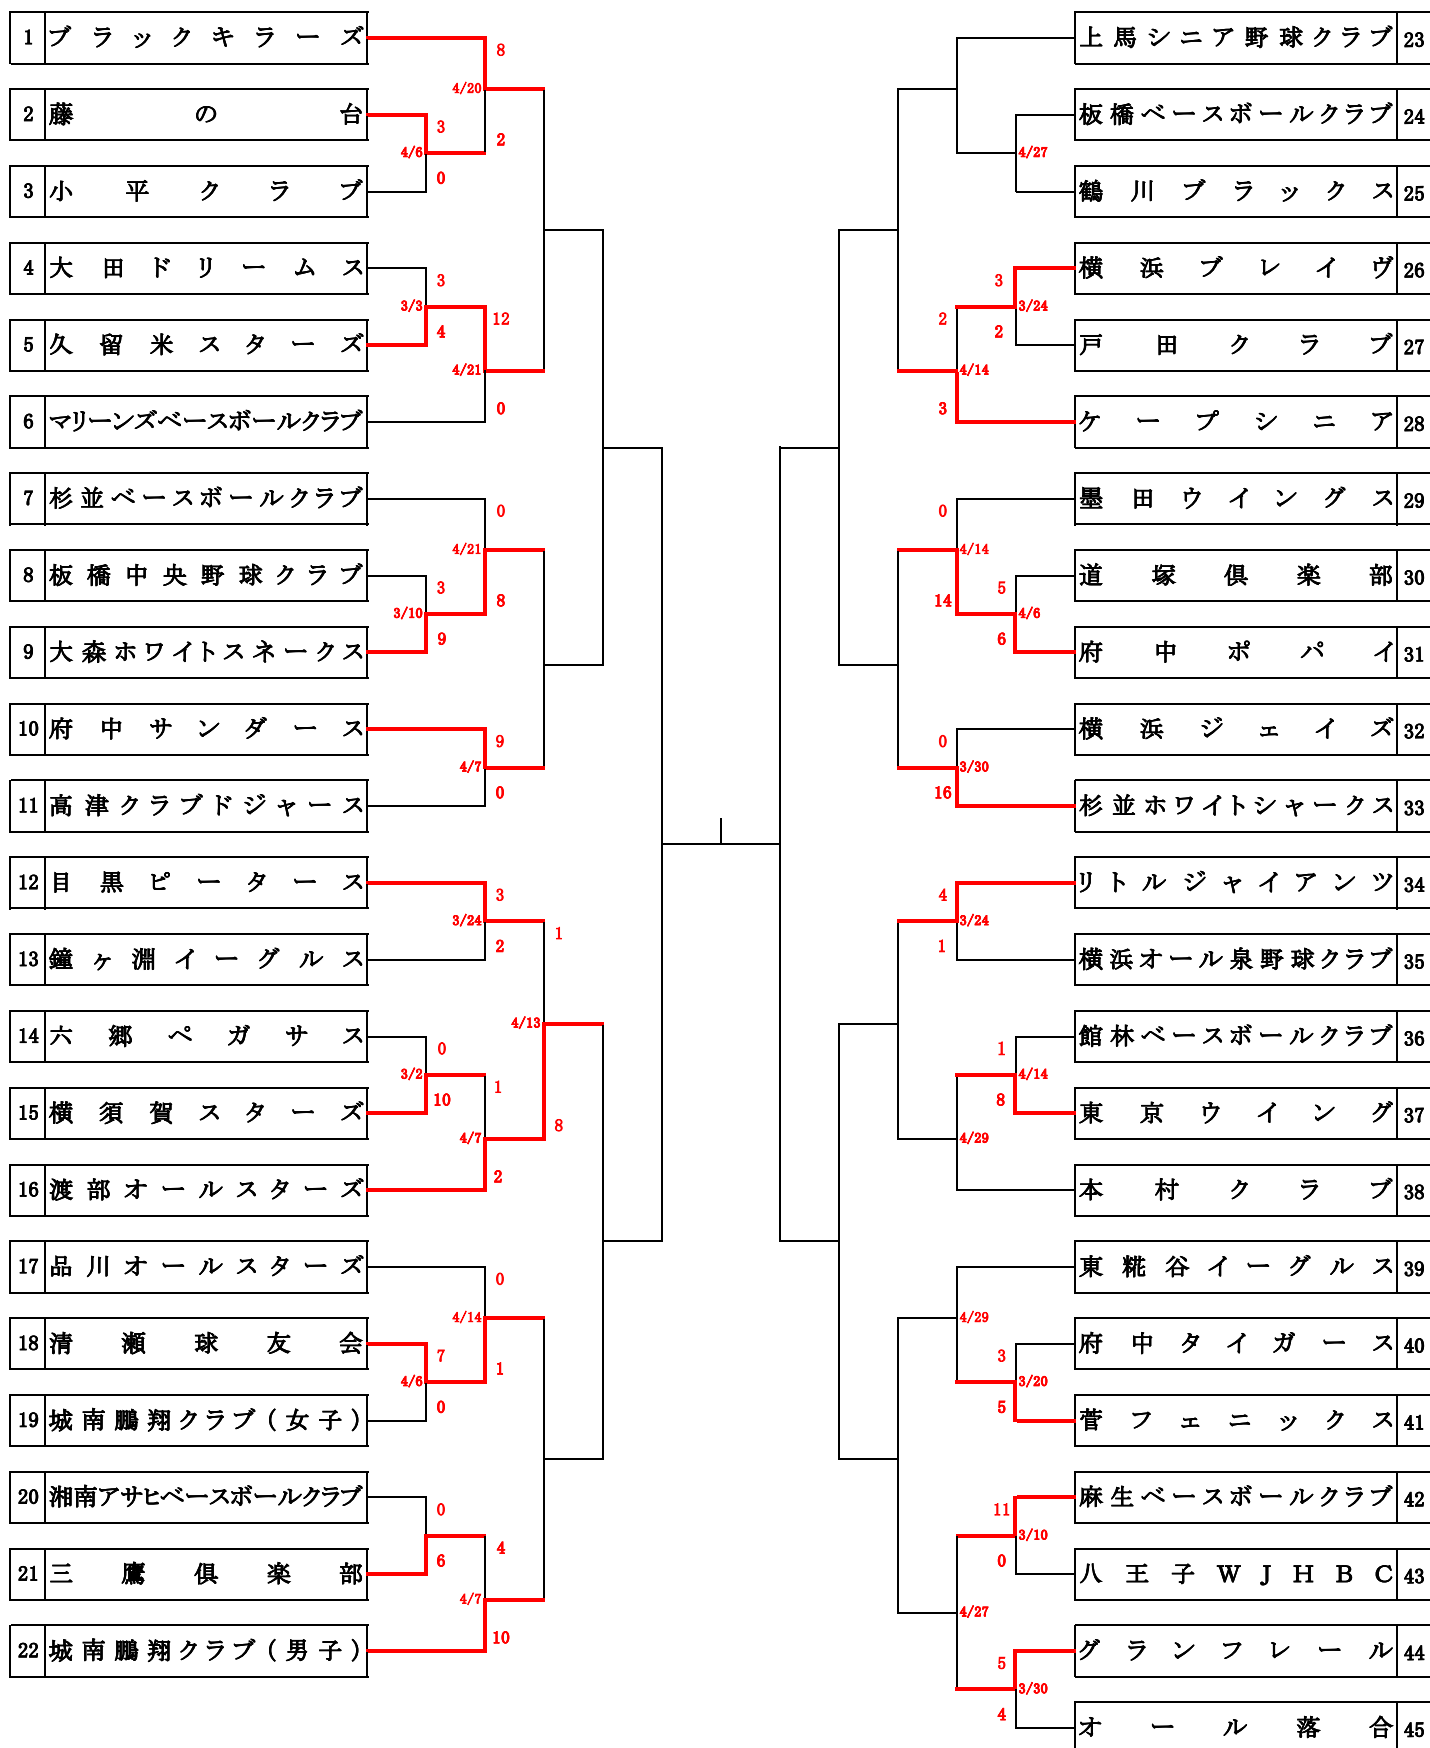 1 ブラックキラーズ
8
4/20
2 藤の台
3
2
4/6
3 小平クラブ
0
4 大田ドリームス
3
3/3
12
5 久留米スターズ
4
4/21
6 マリーンズベースボールクラブ
0
7 杉並ベースボールクラブ
0
4/21
8 板橋中央野球クラブ
3
8
3/10
9 大森ホワイトスネークス
9
10 府中サンダース
9
4/7
11 高津クラブドジャース
0
12 目黒ピータース
3
3/24
1
13 鐘ヶ淵イーグルス
2
4/13
14 六郷ペガサス
0
3/2
1
15 横須賀スターズ
10
8
4/7
16 渡部オールスターズ
2
17 品川オールスターズ
0
4/14
18 清瀬球友会
7
1
4/6
19 城南鵬翔クラブ(女子)
0
20 湘南アサヒベースボールクラブ
0
4
21 三鷹倶楽部
6
4/7
22 城南鵬翔クラブ(男子)
10
上馬シニア野球クラブ 23
板橋ベースボールクラブ 24
4/27
鶴川ブラックス 25
横浜ブレイヴ 26
3
3/24
2
2
戸田クラブ 27
4/14
3
ケープシニア 28
墨田ウイングス 29
0
4/14
道塚倶楽部 30
5
14
4/6
6
府中ポパイ 31
横浜ジェイズ 32
0
3/30
16
杉並ホワイトシャークス 33
リトルジャイアンツ 34
4
3/24
1
横浜オール泉野球クラブ 35
館林ベースボールクラブ 36
1
4/14
8
東京ウイング 37
4/29
本村クラブ 38
東糀谷イーグルス 39
4/29
府中タイガース 40
3
3/20
5
菅フェニックス 41
麻生ベースボールクラブ 42
11
3/10
0
八王子WJHBC 43
4/27
グランフレール 44
5
3/30
4
オール落合 45